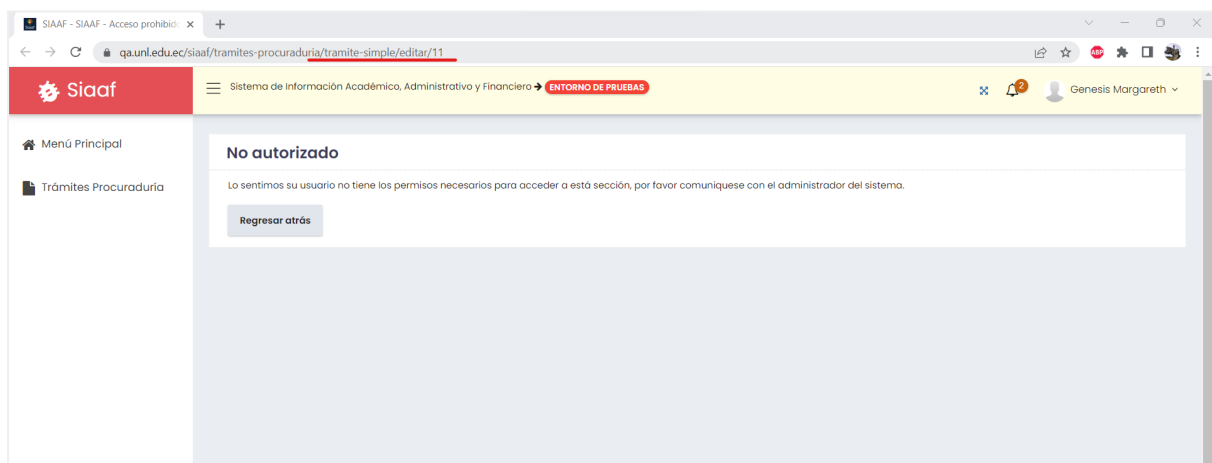 SIAAF - SIAAF - Acceso prohibido
qa.unl.edu.ec/siaaf/tramites-procuraduria/tramite-simple/editar/11
ABP
Siaaf
Sistema de Información Académico, Administrativo y Financiero → ENTORNO DE PRUEBAS
2
Genesis Margareth
Menú Principal
Trámites Procuraduría
No autorizado
Lo sentimos su usuario no tiene los permisos necesarios para acceder a está sección, por favor comuniquese con el administrador del sistema.
Regresar atrás